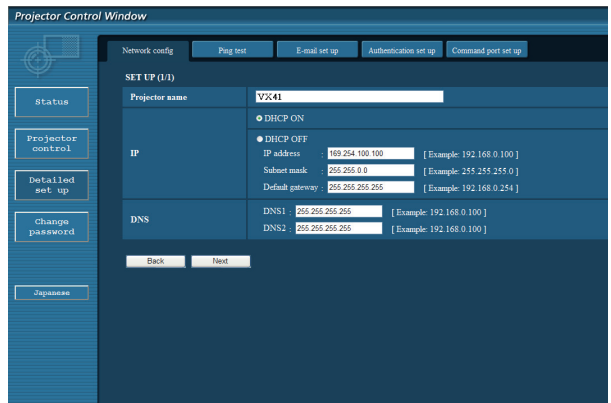 Projector Control Window
Network config Ping test E-mail set up Authentication set up Command port set up
SET UP (1/1)
Status
Projector control
Detailed set up
Change password
Japanese
Projector name VX41
IP
DHCP ON
DHCP OFF
IP address : 169.254.100.100 [ Example: 192.168.0.100 ]
Subnet mask : 255.255.0.0 [ Example: 255.255.255.0 ]
Default gateway : 255.255.255.255 [ Example: 192.168.0.254 ]
DNS
DNS1 : 255.255.255.255 [ Example: 192.168.0.100 ]
DNS2 : 255.255.255.255 [ Example: 192.168.0.100 ]
Back Next